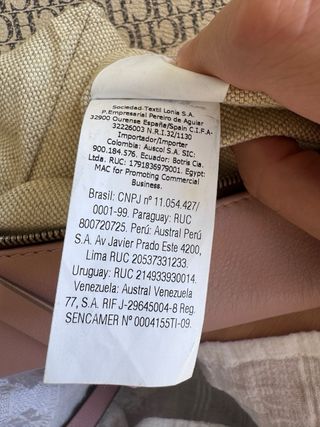 Sociedad Textil Lonia S.A.
P.Empresarial Pereiro de Aguiar
32900 Ourense España/Spain C.I.F.A-
32226003 N.R.I.32/1130
Importador/Importer
Colombia: Auscol S.A. SIC:
900.184.576. Ecuador: Botris Cia.
Ltda. RUC: 1791836979001. Egypt:
MAC for Promoting Commercial
Business.
Brasil: CNPJ nº 11.054.427/
0001-99. Paraguay: RUC
800720725. Perú: Austral Perú
S.A. Av Javier Prado Este 4200,
Lima RUC 20537331233.
Uruguay: RUC 214933930014.
Venezuela: Austral Venezuela
77, S.A. RIF J-29645004-8 Reg.
SENCAMER Nº 0004155TI-09.